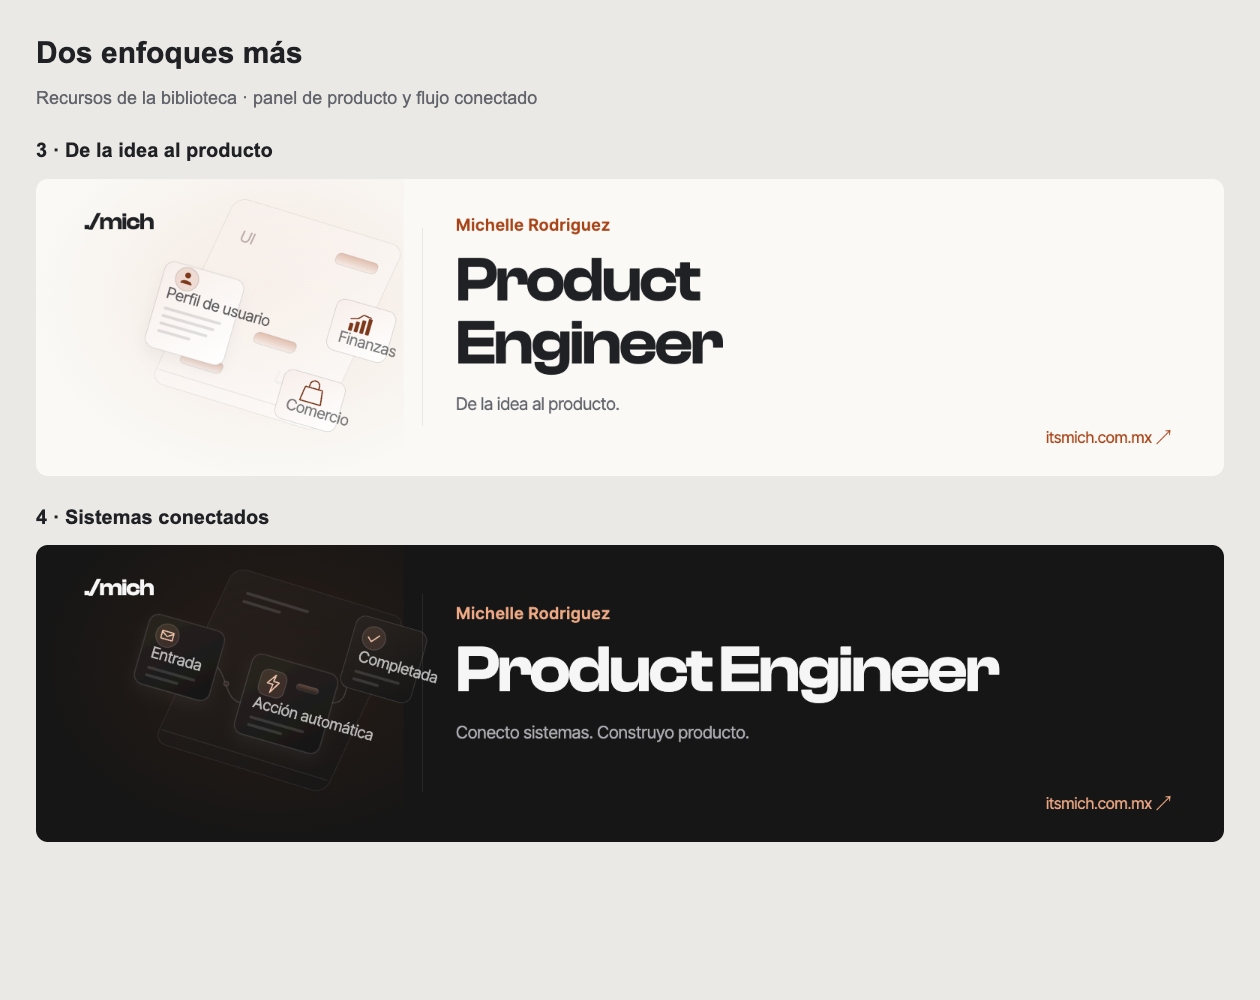 Dos enfoques más
Recursos de la biblioteca · panel de producto y flujo conectado
3 · De la idea al producto
./mich
UI
Perfil de usuario
Finanzas
Comercio
Michelle Rodriguez
Product
Engineer
De la idea al producto.
itsmich.com.mx ↗
4 · Sistemas conectados
./mich
Entrada
Acción automática
Completada
Michelle Rodriguez
Product Engineer
Conecto sistemas. Construyo producto.
itsmich.com.mx ↗